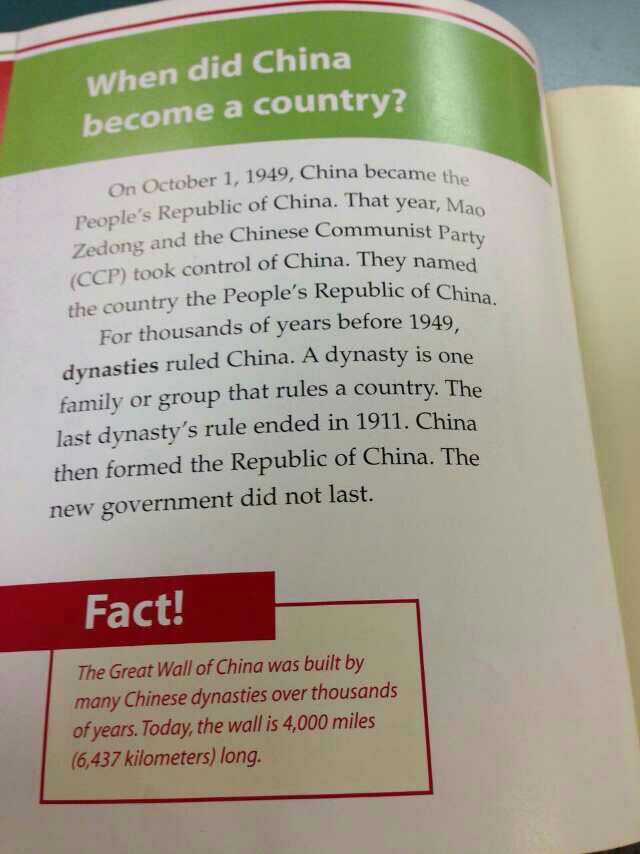 When did China
become a country?
On October 1, 1949, China became the
People's Republic of China. That year, Mao
Zedong and the Chinese Communist Party
(CCP) took control of China. They named
the country the People's Republic of China.
For thousands of years before 1949,
dynasties ruled China. A dynasty is one
family or group that rules a country. The
last dynasty's rule ended in 1911. China
then formed the Republic of China. The
new government did not last.
Fact!
The Great Wall of China was built by
many Chinese dynasties over thousands
of years. Today, the wall is 4,000 miles
(6,437 kilometers) long.